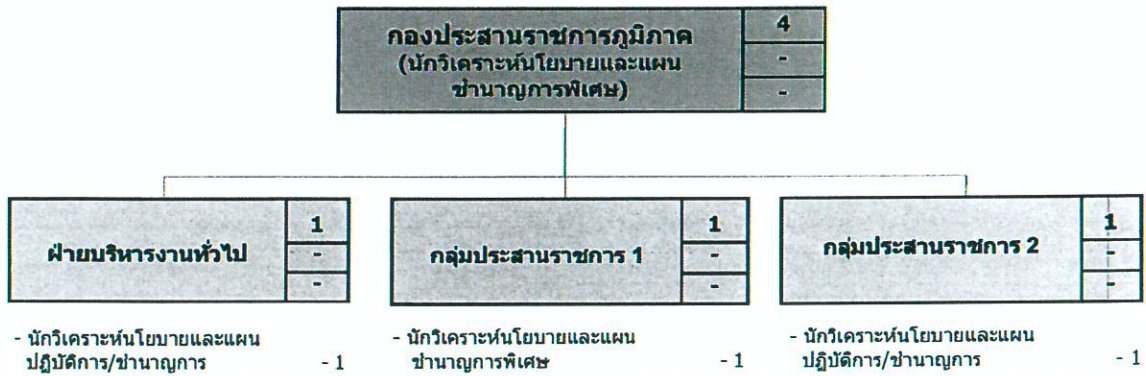 กองประสานราชการภูมิภาค
(นักวิเคราะห์นโยบายและแผน
ชำนาญการพิเศษ)
4
-
-
ฝ่ายบริหารงานทั่วไป
1
-
-
กลุ่มประสานราชการ 1
1
-
-
กลุ่มประสานราชการ 2
1
-
-
- นักวิเคราะห์นโยบายและแผน
ปฏิบัติการ/ชำนาญการ - 1
- นักวิเคราะห์นโยบายและแผน
ชำนาญการพิเศษ - 1
- นักวิเคราะห์นโยบายและแผน
ปฏิบัติการ/ชำนาญการ - 1